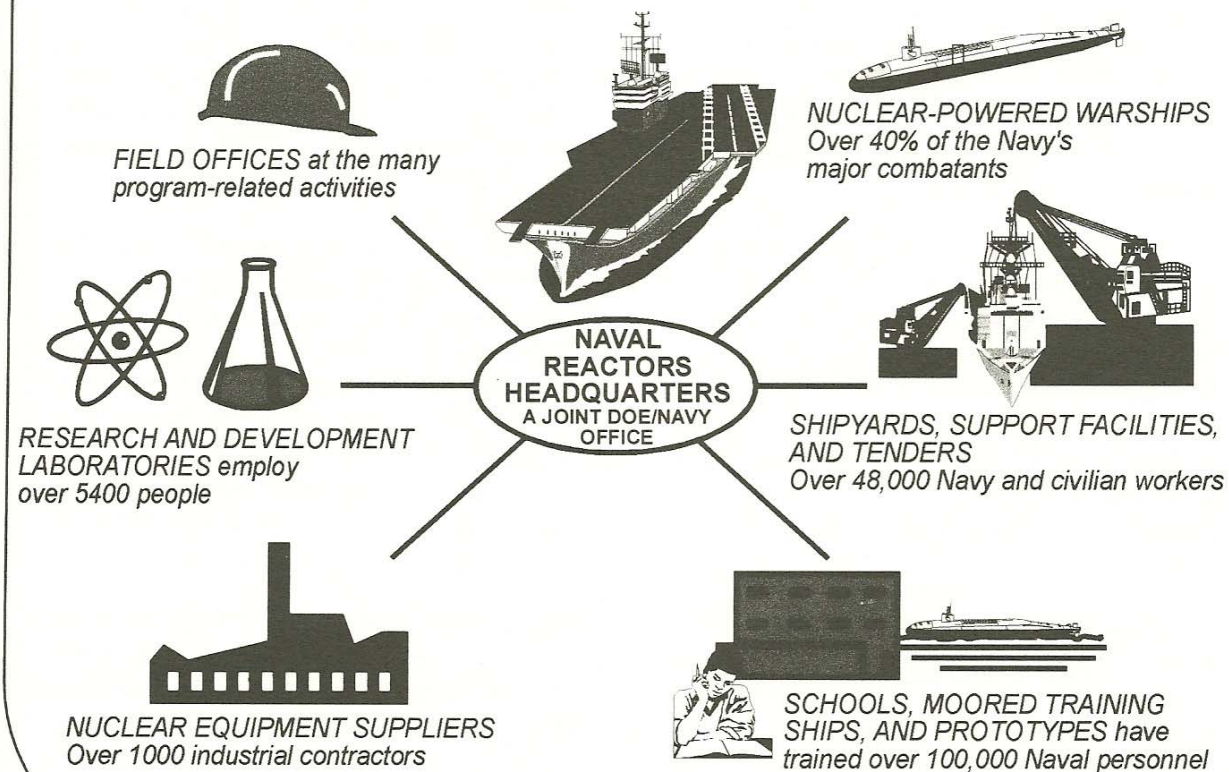 FIELD OFFICES at the many
program-related activities
NUCLEAR-POWERED WARSHIPS
Over 40% of the Navy's
major combatants
NAVAL
REACTORS
HEADQUARTERS
A JOINT DOE/NAVY
OFFICE
RESEARCH AND DEVELOPMENT
LABORATORIES employ
over 5400 people
SHIPYARDS, SUPPORT FACILITIES,
AND TENDERS
Over 48,000 Navy and civilian workers
NUCLEAR EQUIPMENT SUPPLIERS
Over 1000 industrial contractors
SCHOOLS, MOORED TRAINING
SHIPS, AND PROTOTYPES have
trained over 100,000 Naval personnel